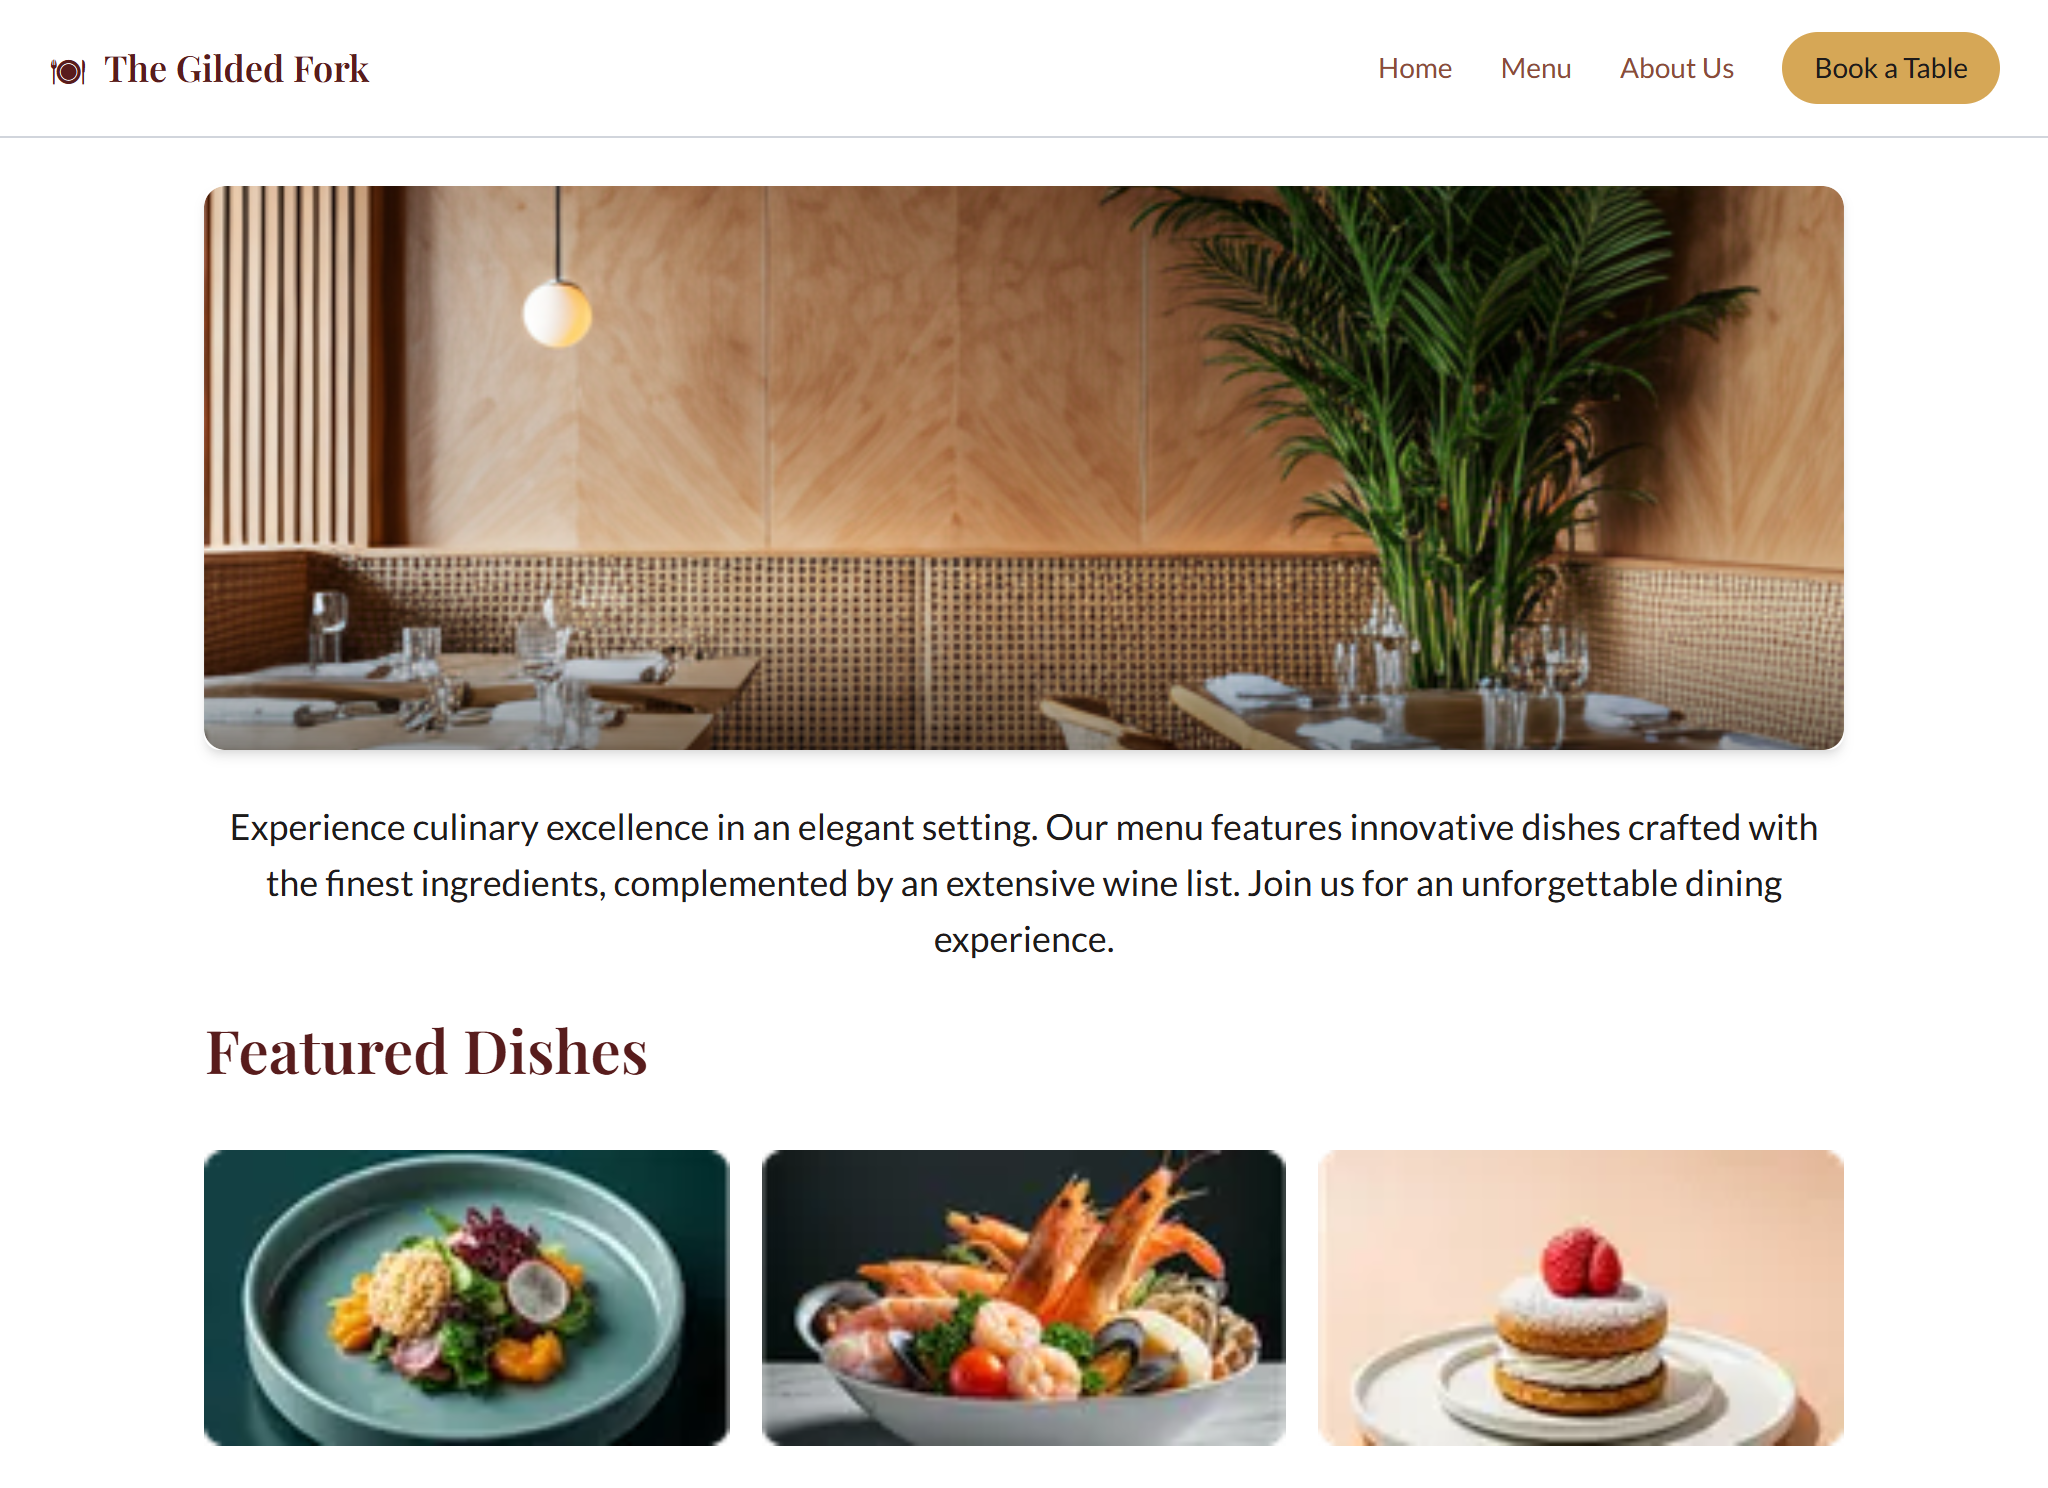 The Gilded Fork
Home
Menu
About Us
Book a Table
Experience culinary excellence in an elegant setting. Our menu features innovative dishes crafted with
the finest ingredients, complemented by an extensive wine list. Join us for an unforgettable dining
experience.
Featured Dishes